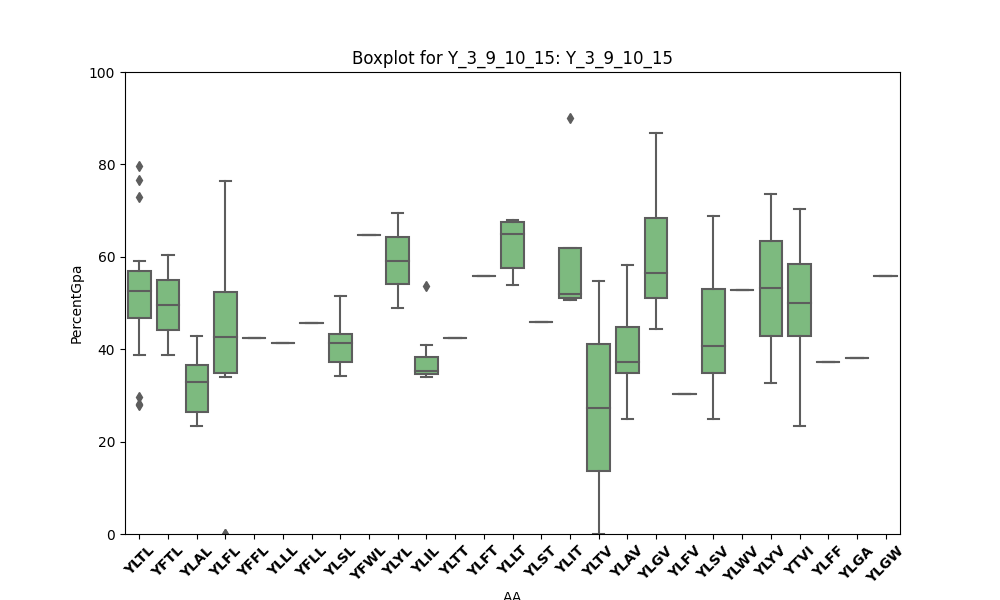 Boxplot for Y_3_9_10_15: Y_3_9_10_15
100
80
60
40
20
0
PercentGpa
YLTL YFTL YLAL YLFL YFFL YLLL YFLL YLSL YFWL YLYL YLIL YLTT YLFT YLLT YLST YLIT YLTV YLAV YLGV YLFV YLSV YLWV YLYV YTVI YLFF YLGA YLGW
AA